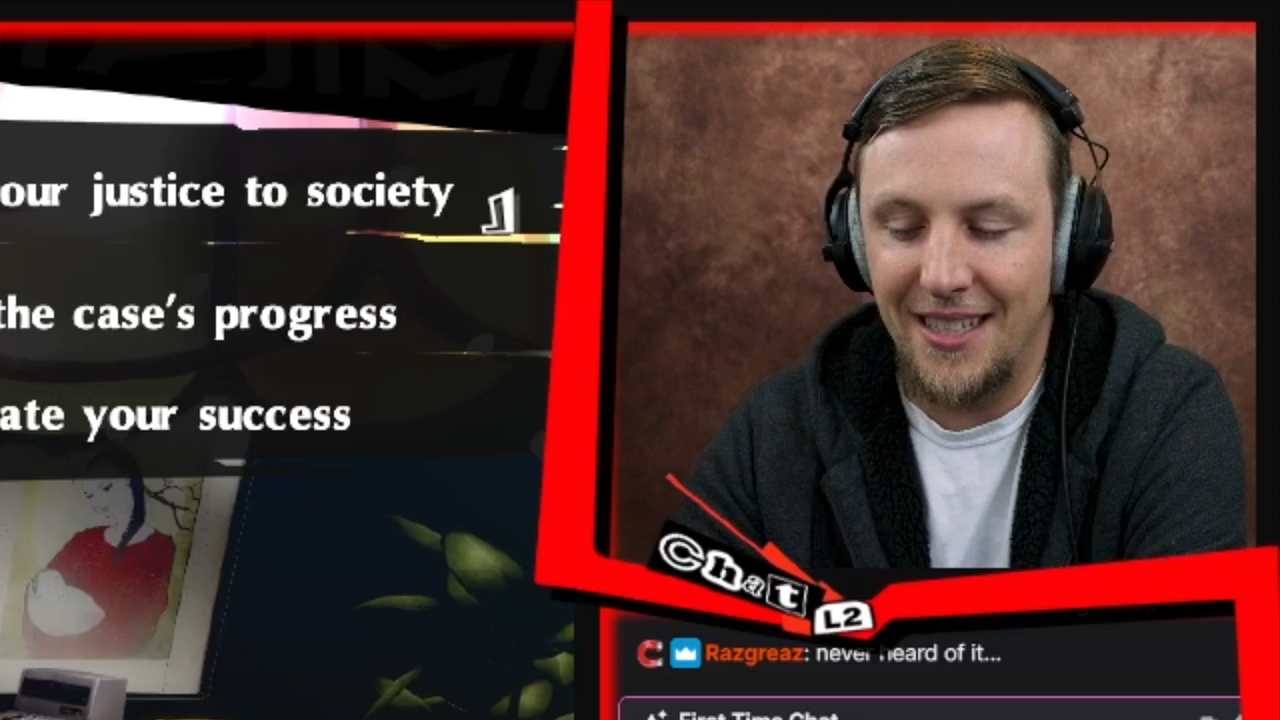 our justice to society
the case's progress
ate your success
Chat
L2
Razgreaz: never heard of it...
First Time Chat